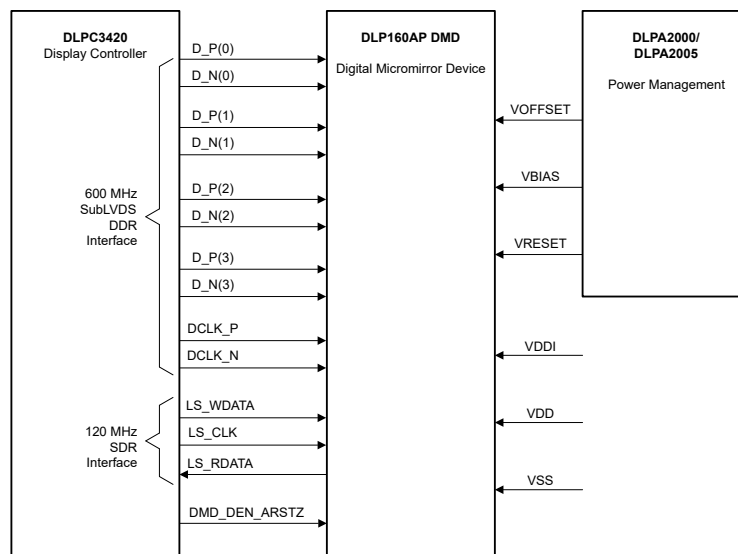 DLPC3420
Display Controller
600 MHz
SubLVDS
DDR
Interface
120 MHz
SDR
Interface
D_P(0)
D_N(0)
D_P(1)
D_N(1)
D_P(2)
D_N(2)
D_P(3)
D_N(3)
DCLK_P
DCLK_N
LS_WDATA
LS_CLK
LS_RDATA
DMD_DEN_ARSTZ
DLP160AP DMD
Digital Micromirror Device
VOFFSET
VBIAS
VRESET
VDDI
VDD
VSS
DLPA2000/
DLPA2005
Power Management